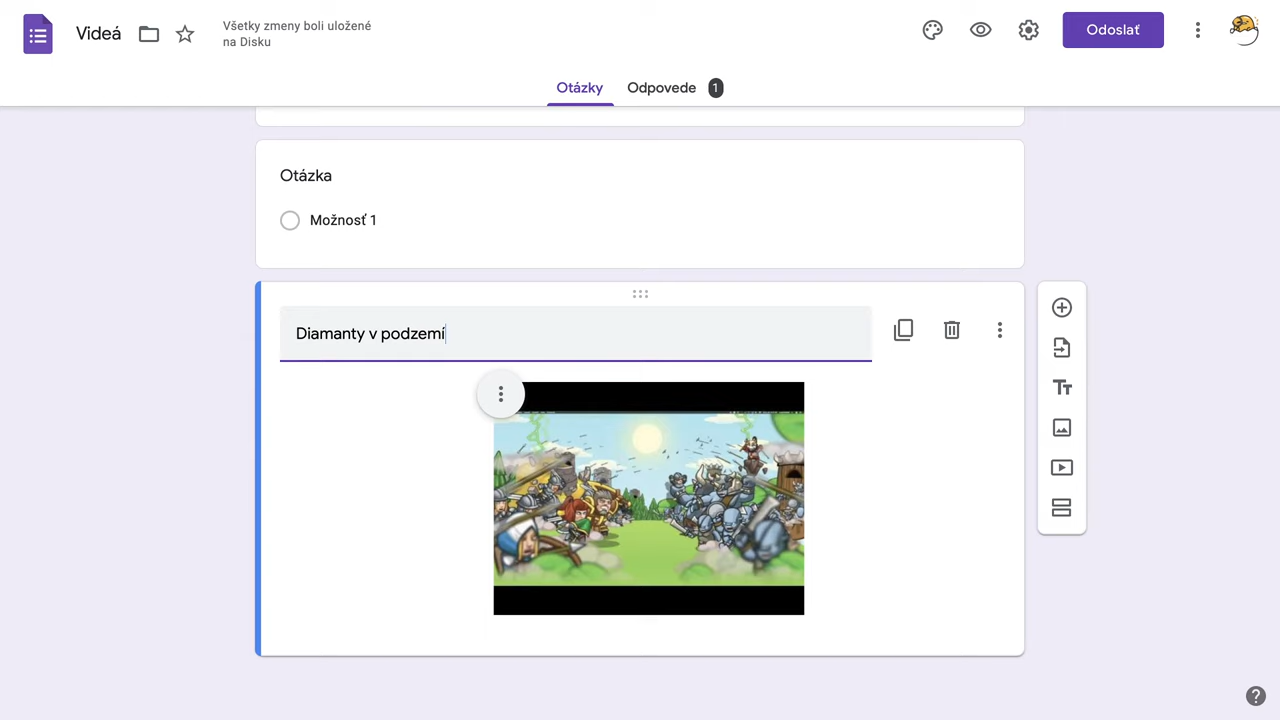 Videá
Všetky zmeny boli uložené
na Disku
Odoslať
Otázky
Odpovede 1
Otázka
Možnosť 1
Diamanty v podzemí